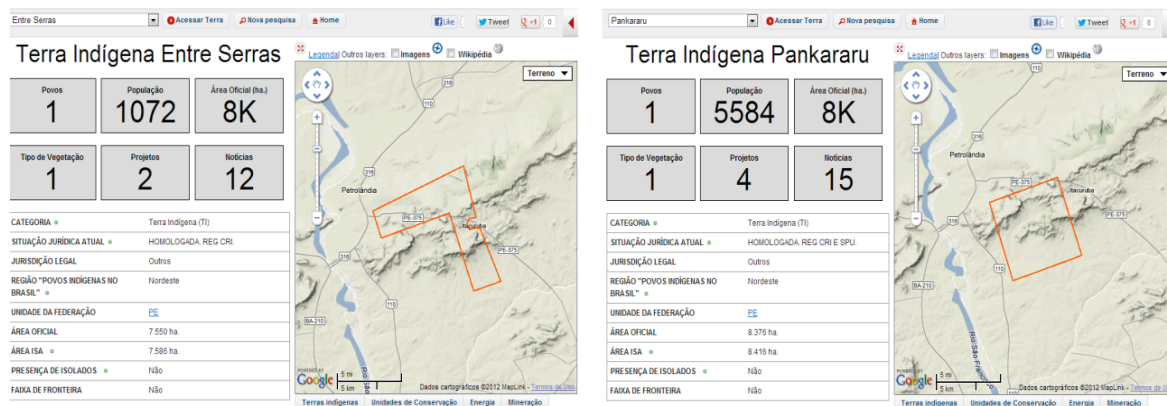 Entre Serras
Acessar Terra
Nova pesquisa
Home
Like
Tweet
+1
0
Terra Indígena Entre Serras
Povos
1
População
1072
Área Oficial (ha.)
8K
Tipo de Vegetação
1
Projetos
2
Notícias
12
CATEGORIA Terra Indígena (TI)
SITUAÇÃO JURÍDICA ATUAL HOMOLOGADA. REG CRI.
JURISDIÇÃO LEGAL Outros
REGIÃO "POVOS INDÍGENAS NO
BRASIL" Nordeste
UNIDADE DA FEDERAÇÃO PE
ÁREA OFICIAL 7.550 ha.
ÁREA ISA 7.586 ha.
PRESENÇA DE ISOLADOS Não
FAIXA DE FRONTEIRA Não
Legenda| Outros layers: Imagens Wikipédia
Terreno
316
110
316
Petrolândia
PE-375
Itacuruba
PE-375
316
110
BA-210
Rio São
POWERED BY
Google
5 mi
5 km
Dados cartográficos ©2012 MapLink - Termos de Uso
Terras indígenas Unidades de Conservação Energia Mineração
Pankararu
Acessar Terra
Nova pesquisa
Home
Like
Tweet
+1
0
Terra Indígena Pankararu
Povos
1
População
5584
Área Oficial (ha.)
8K
Tipo de Vegetação
1
Projetos
4
Notícias
15
CATEGORIA Terra Indígena (TI)
SITUAÇÃO JURÍDICA ATUAL HOMOLOGADA. REG CRI E SPU.
JURISDIÇÃO LEGAL Outros
REGIÃO "POVOS INDÍGENAS NO
BRASIL" Nordeste
UNIDADE DA FEDERAÇÃO PE
ÁREA OFICIAL 8.376 ha.
ÁREA ISA 8.416 ha.
PRESENÇA DE ISOLADOS Não
FAIXA DE FRONTEIRA Não
Legenda| Outros layers: Imagens Wikipédia
Terreno
110
316
Petrolândia
PE-375
Itacuruba
PE-375
316
110
BA-210
Rio São Francisco
POWERED BY
Google
5 mi
5 km
Dados cartográficos ©2012 MapLink - Termos de U
Terras indígenas Unidades de Conservação Energia Mineração